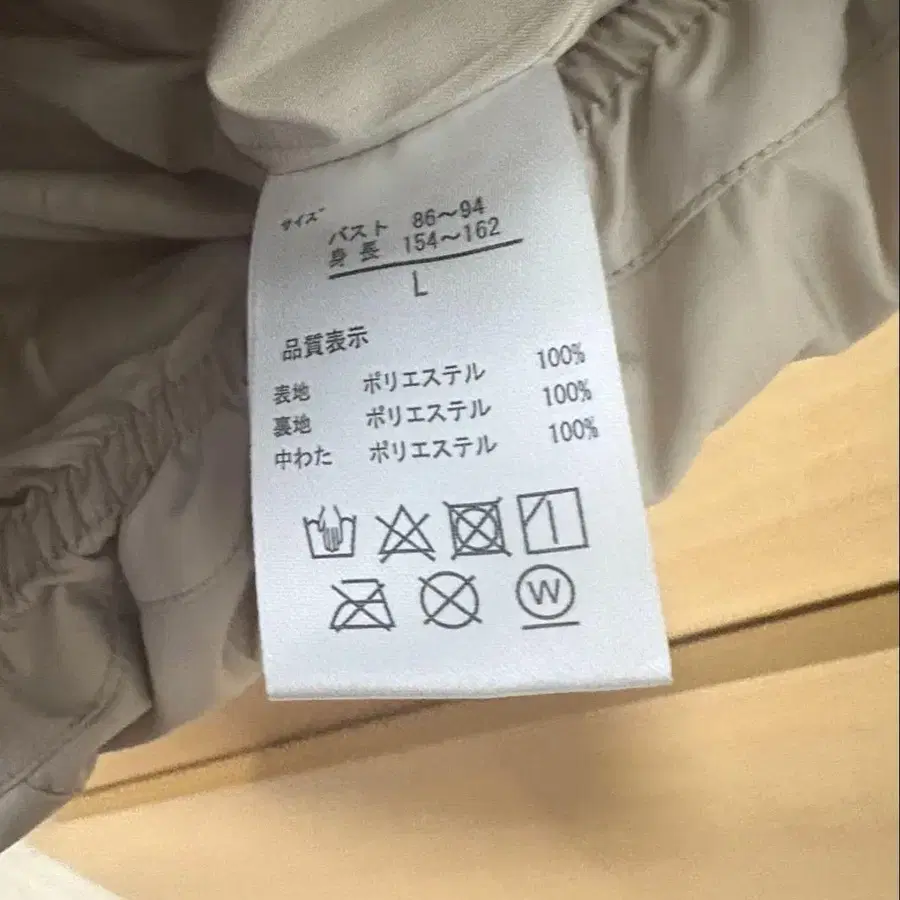 サイズ
バスト 86～94
身長 154～162
L
品質表示
表地 ポリエステル 100%
裏地 ポリエステル 100%
中わた ポリエステル 100%
W